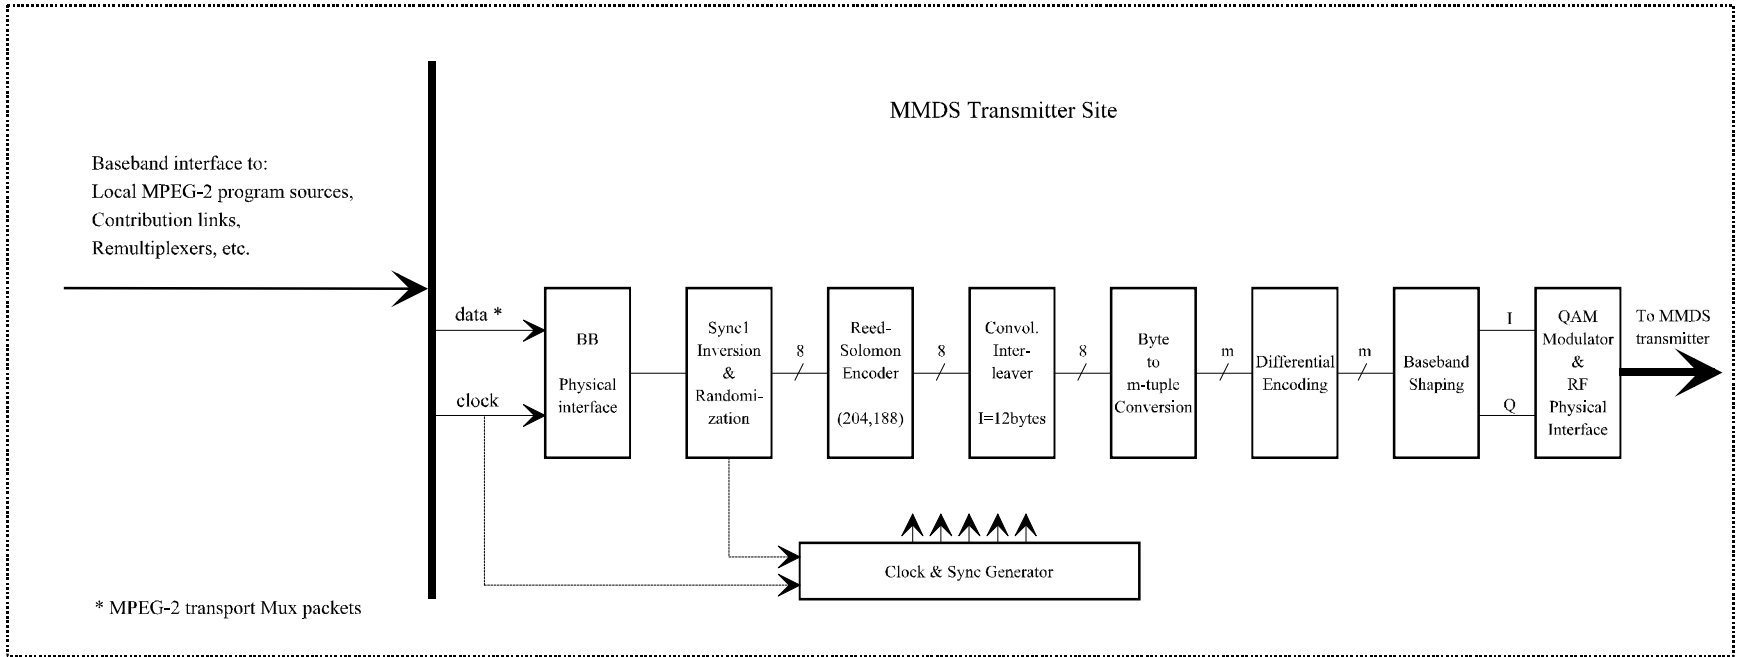 MMDS Transmitter Site
Baseband interface to:
Local MPEG-2 program sources,
Contribution links,
Remultiplexers, etc.
data *
clock
BB
Physical
interface
Sync1
Inversion
&
Randomi-
zation
8
Reed-
Solomon
Encoder
(204,188)
8
Convol.
Inter-
leaver
I=12bytes
8
Byte
to
m-tuple
Conversion
m
Differential
Encoding
m
Baseband
Shaping
I
Q
QAM
Modulator
&
RF
Physical
Interface
To MMDS
transmitter
Clock & Sync Generator
* MPEG-2 transport Mux packets